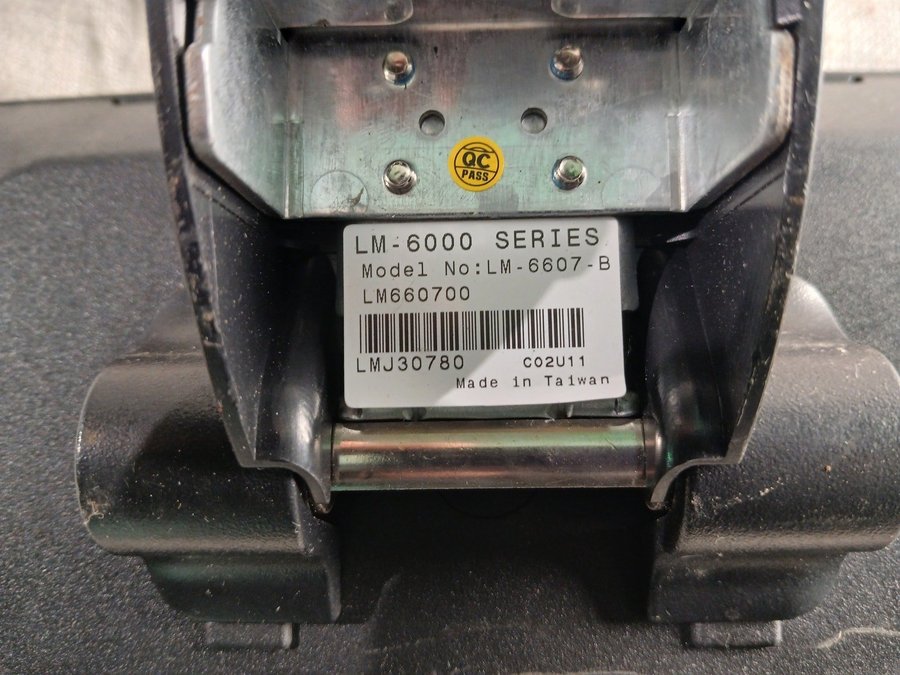 QC
PASS
LM-6000 SERIES
Model No:LM-6607-B
LM660700
LMJ30780 C02U11
Made in Taiwan